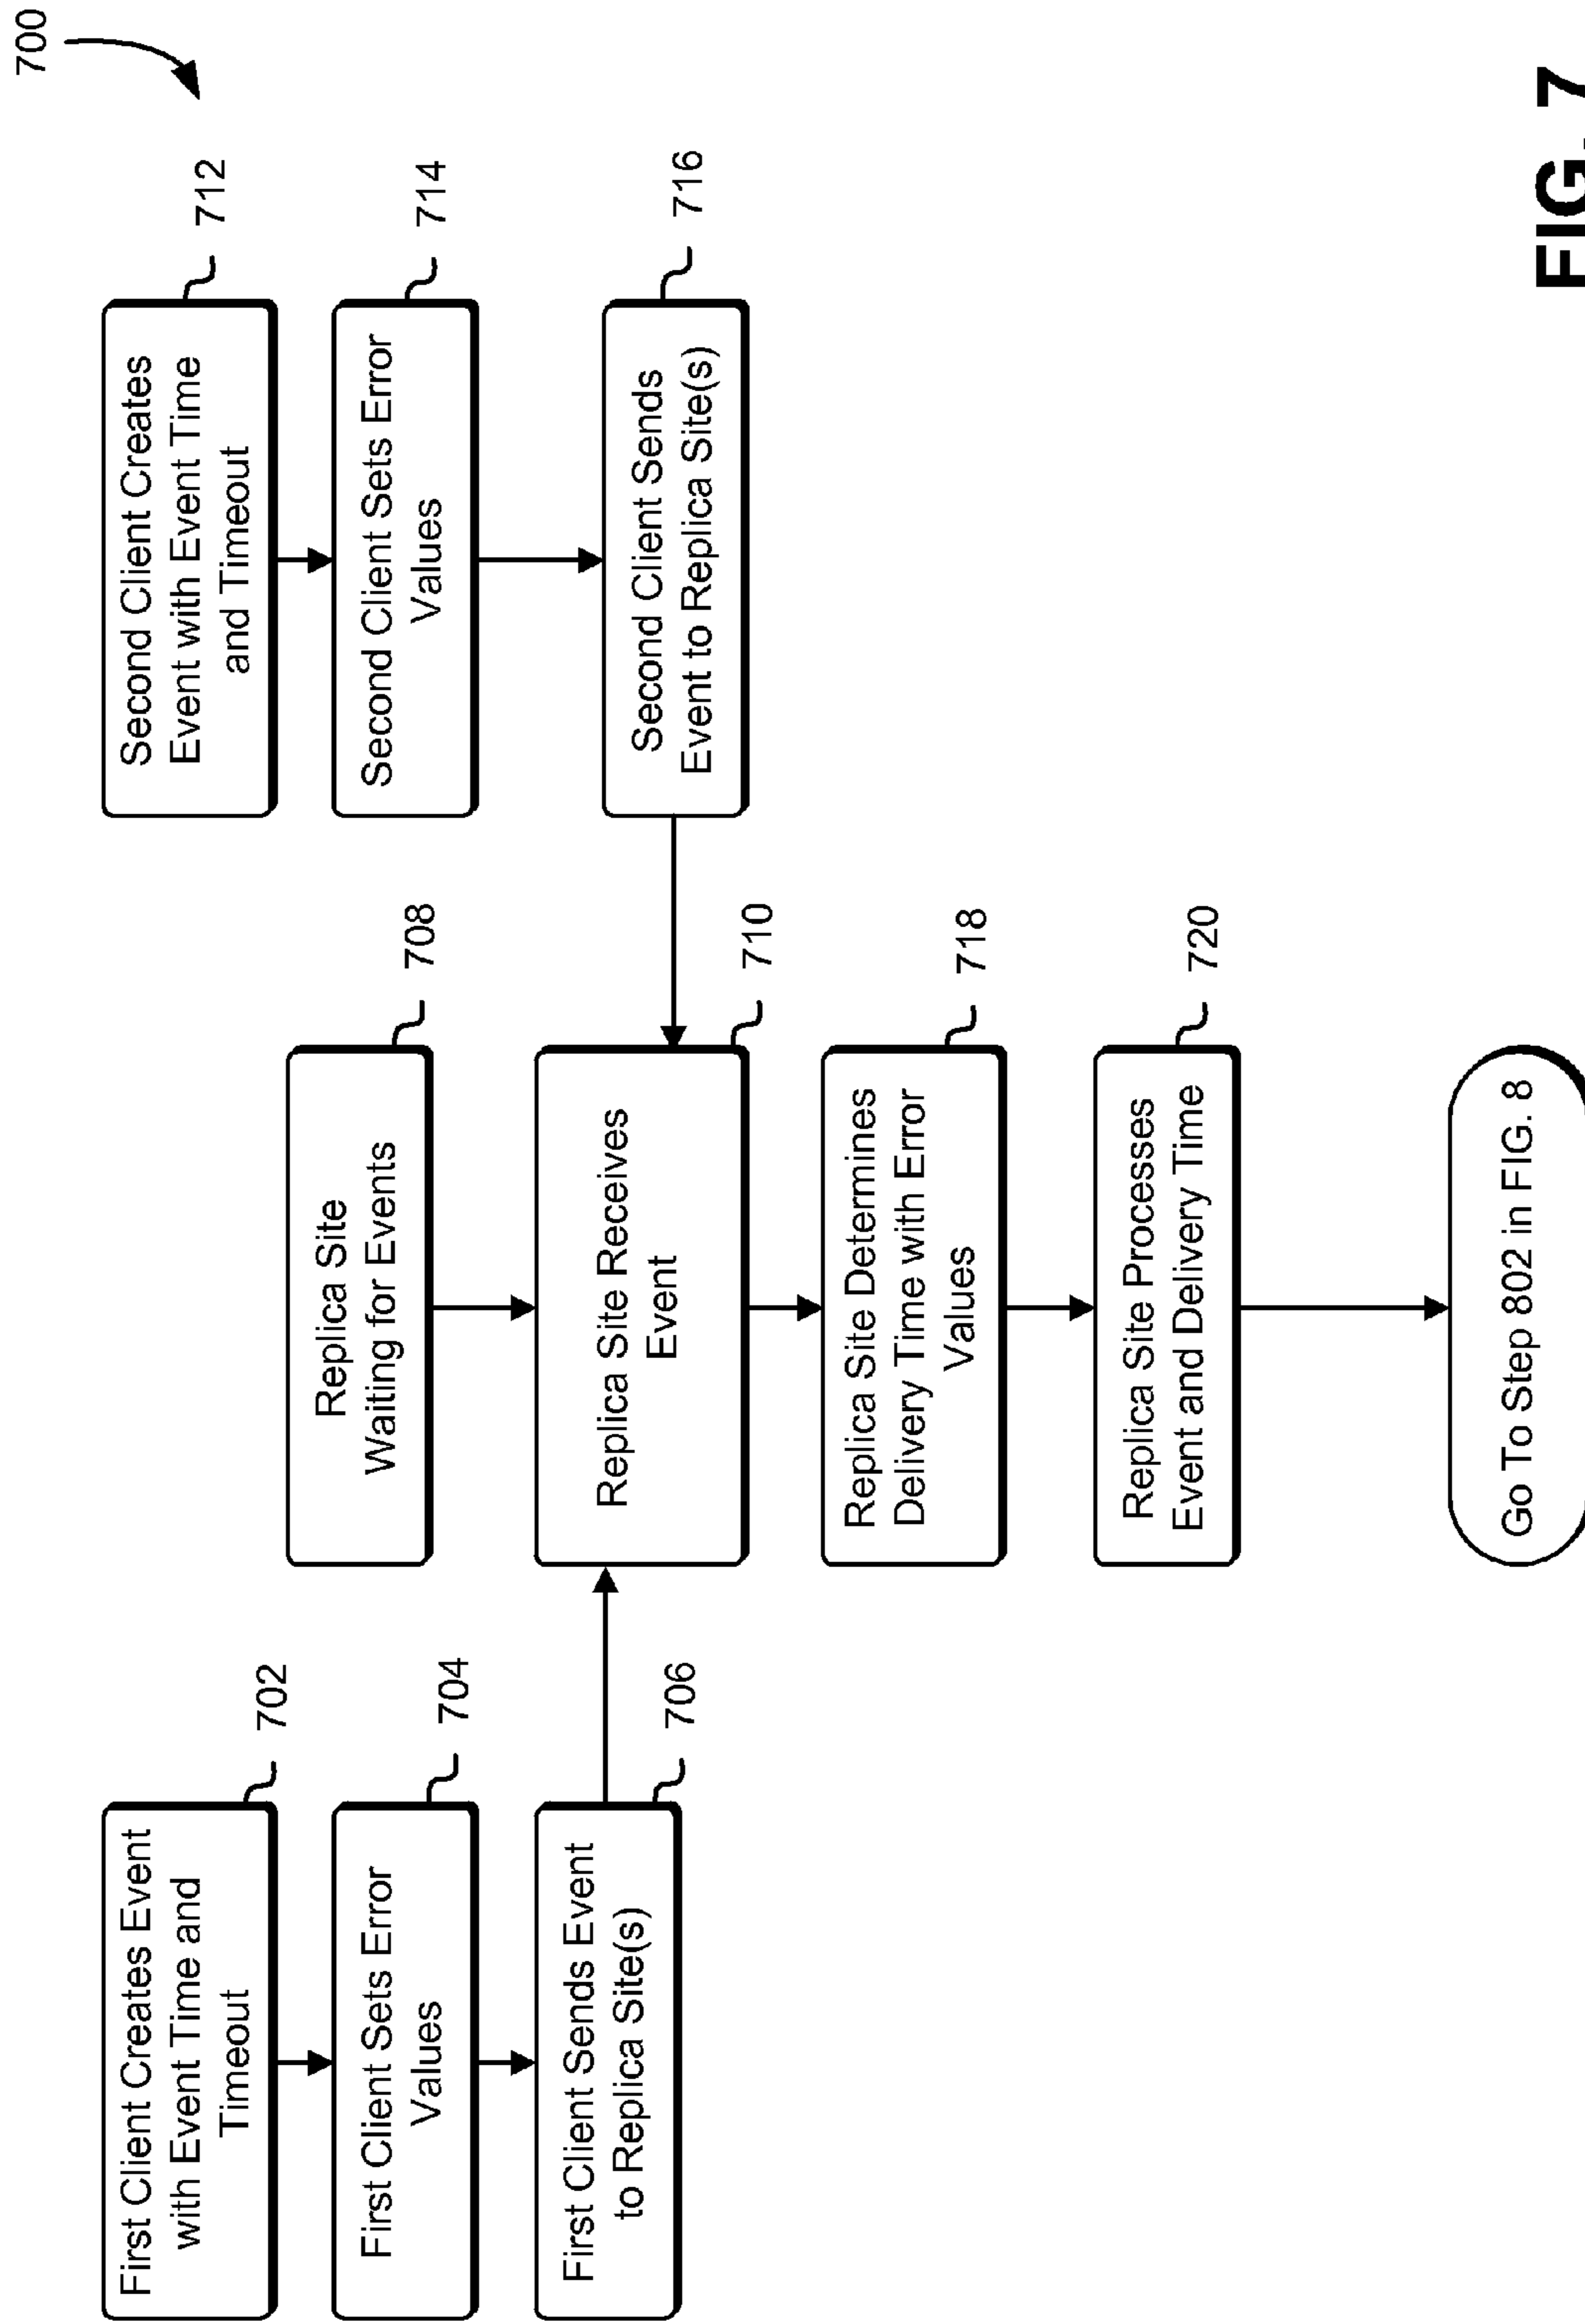 700
First Client Creates Event
with Event Time and
Timeout
702
First Client Sets Error
Values
704
First Client Sends Event
to Replica Site(s)
706
Replica Site
Waiting for Events
708
Replica Site Receives
Event
710
Second Client Creates
Event with Event Time
and Timeout
712
Second Client Sets Error
Values
714
Second Client Sends
Event to Replica Site(s)
716
Replica Site Determines
Delivery Time with Error
Values
718
Replica Site Processes
Event and Delivery Time
720
Go To Step 802 in FIG. 8
FIG. 7